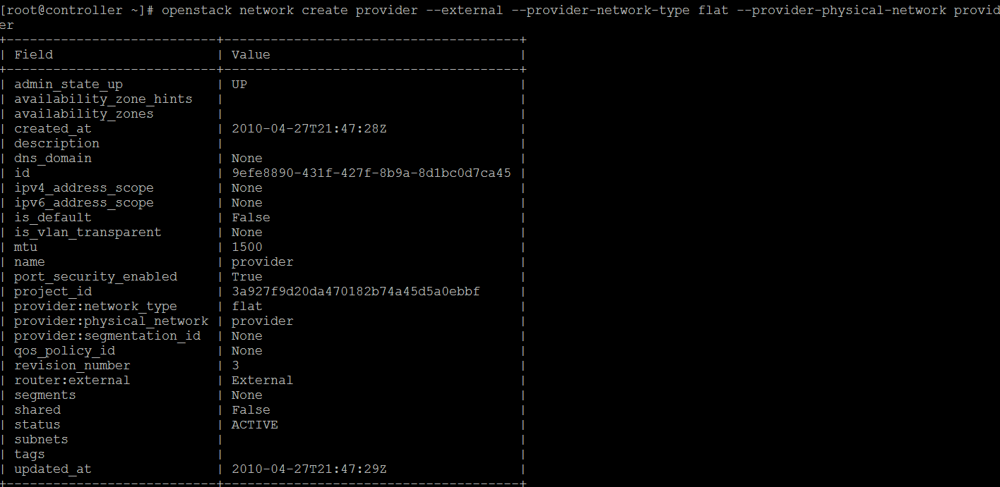 [root@controller ~]# openstack network create provider --external --provider-network-type flat --provider-physical-network provid
er
+---------------------------+--------------------------------------+
| Field                     | Value                                |
+---------------------------+--------------------------------------+
| admin_state_up            | UP                                   |
| availability_zone_hints   |                                      |
| availability_zones        |                                      |
| created_at                | 2010-04-27T21:47:28Z                 |
| description               |                                      |
| dns_domain                | None                                 |
| id                        | 9efe8890-431f-427f-8b9a-8d1bc0d7ca45 |
| ipv4_address_scope        | None                                 |
| ipv6_address_scope        | None                                 |
| is_default                | False                                |
| is_vlan_transparent       | None                                 |
| mtu                       | 1500                                 |
| name                      | provider                             |
| port_security_enabled     | True                                 |
| project_id                | 3a927f9d20da470182b74a45d5a0ebbf     |
| provider:network_type     | flat                                 |
| provider:physical_network | provider                             |
| provider:segmentation_id  | None                                 |
| qos_policy_id             | None                                 |
| revision_number           | 3                                    |
| router:external           | External                             |
| segments                  | None                                 |
| shared                    | False                                |
| status                    | ACTIVE                               |
| subnets                   |                                      |
| tags                      |                                      |
| updated_at                | 2010-04-27T21:47:29Z                 |
+---------------------------+--------------------------------------+